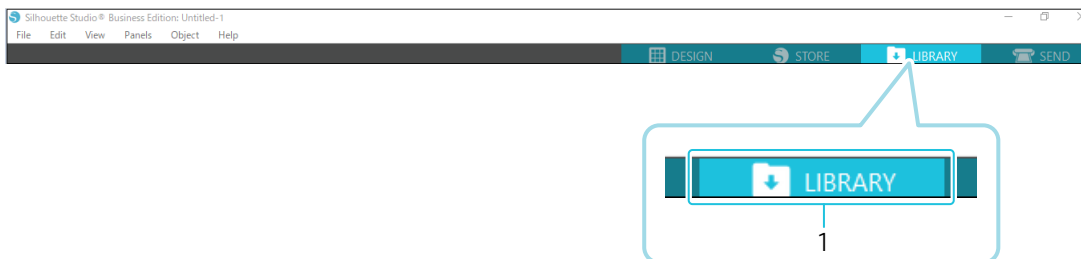 Silhouette Studio® Business Edition: Untitled-1
File Edit View Panels Object Help
DESIGN STORE LIBRARY SEND
LIBRARY
1